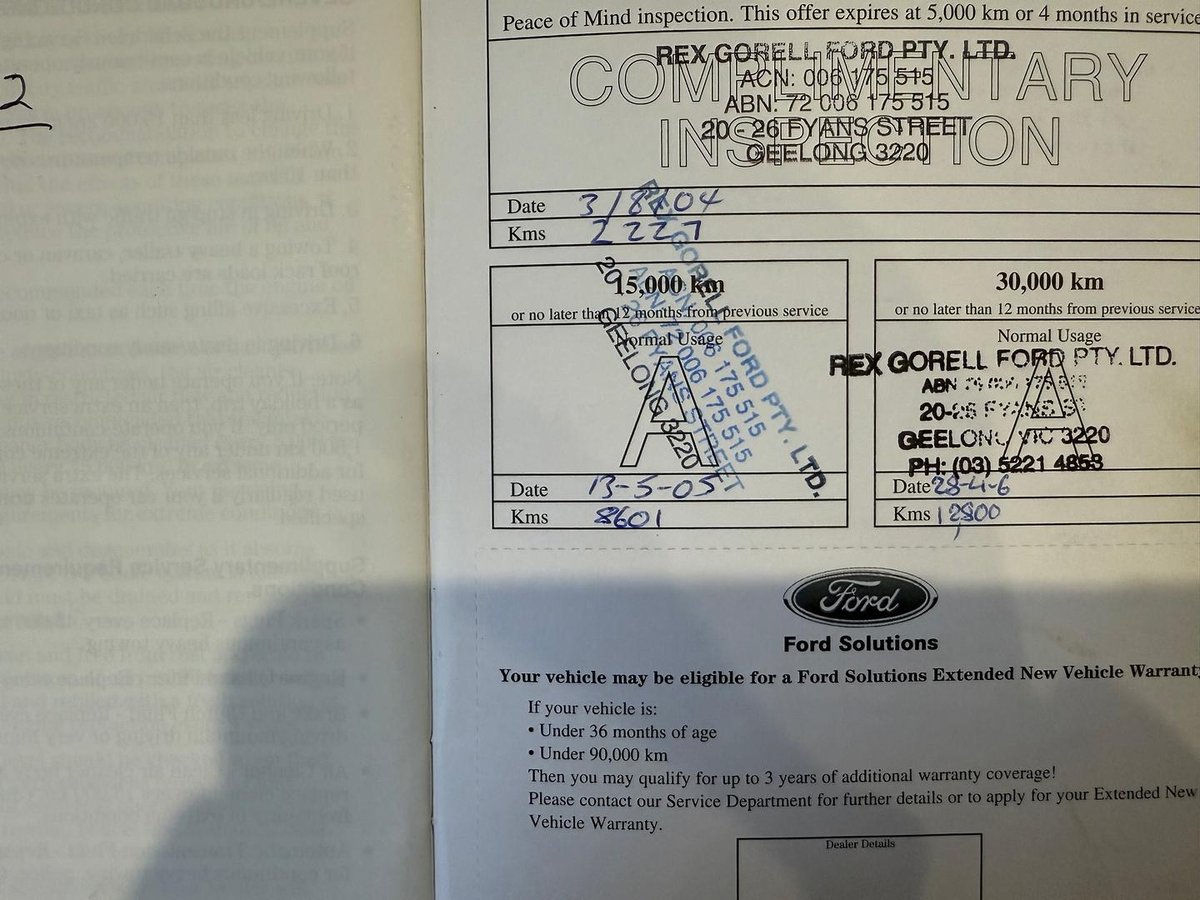 2
Peace of Mind inspection. This offer expires at 5,000 km or 4 months in service
COMPLIMENTARY
INSPECTION
REX GORELL FORD PTY. LTD.
ACN: 006 175 515
ABN: 72 006 175 515
20 - 26 FYANS STREET
GEELONG 3220
Date 3/8/04
Kms 2227
15,000 km
or no later than 12 months from previous service
Normal Usage
A
REX GORELL FORD PTY. LTD.
ACN: 006 175 515
ABN: 72 006 175 515
20 - 26 FYANS STREET
GEELONG 3220
Date 13-5-05
Kms 8601
30,000 km
or no later than 12 months from previous service
Normal Usage
A
REX GORELL FORD PTY. LTD.
ABN
20-26
GEELONG VIC 3220
PH: (03) 5221 4853
Date 28-4-6
Kms 12,800
Ford
Ford Solutions
Your vehicle may be eligible for a Ford Solutions Extended New Vehicle Warranty
If your vehicle is:
• Under 36 months of age
• Under 90,000 km
Then you may qualify for up to 3 years of additional warranty coverage!
Please contact our Service Department for further details or to apply for your Extended New
Vehicle Warranty.
Dealer Details